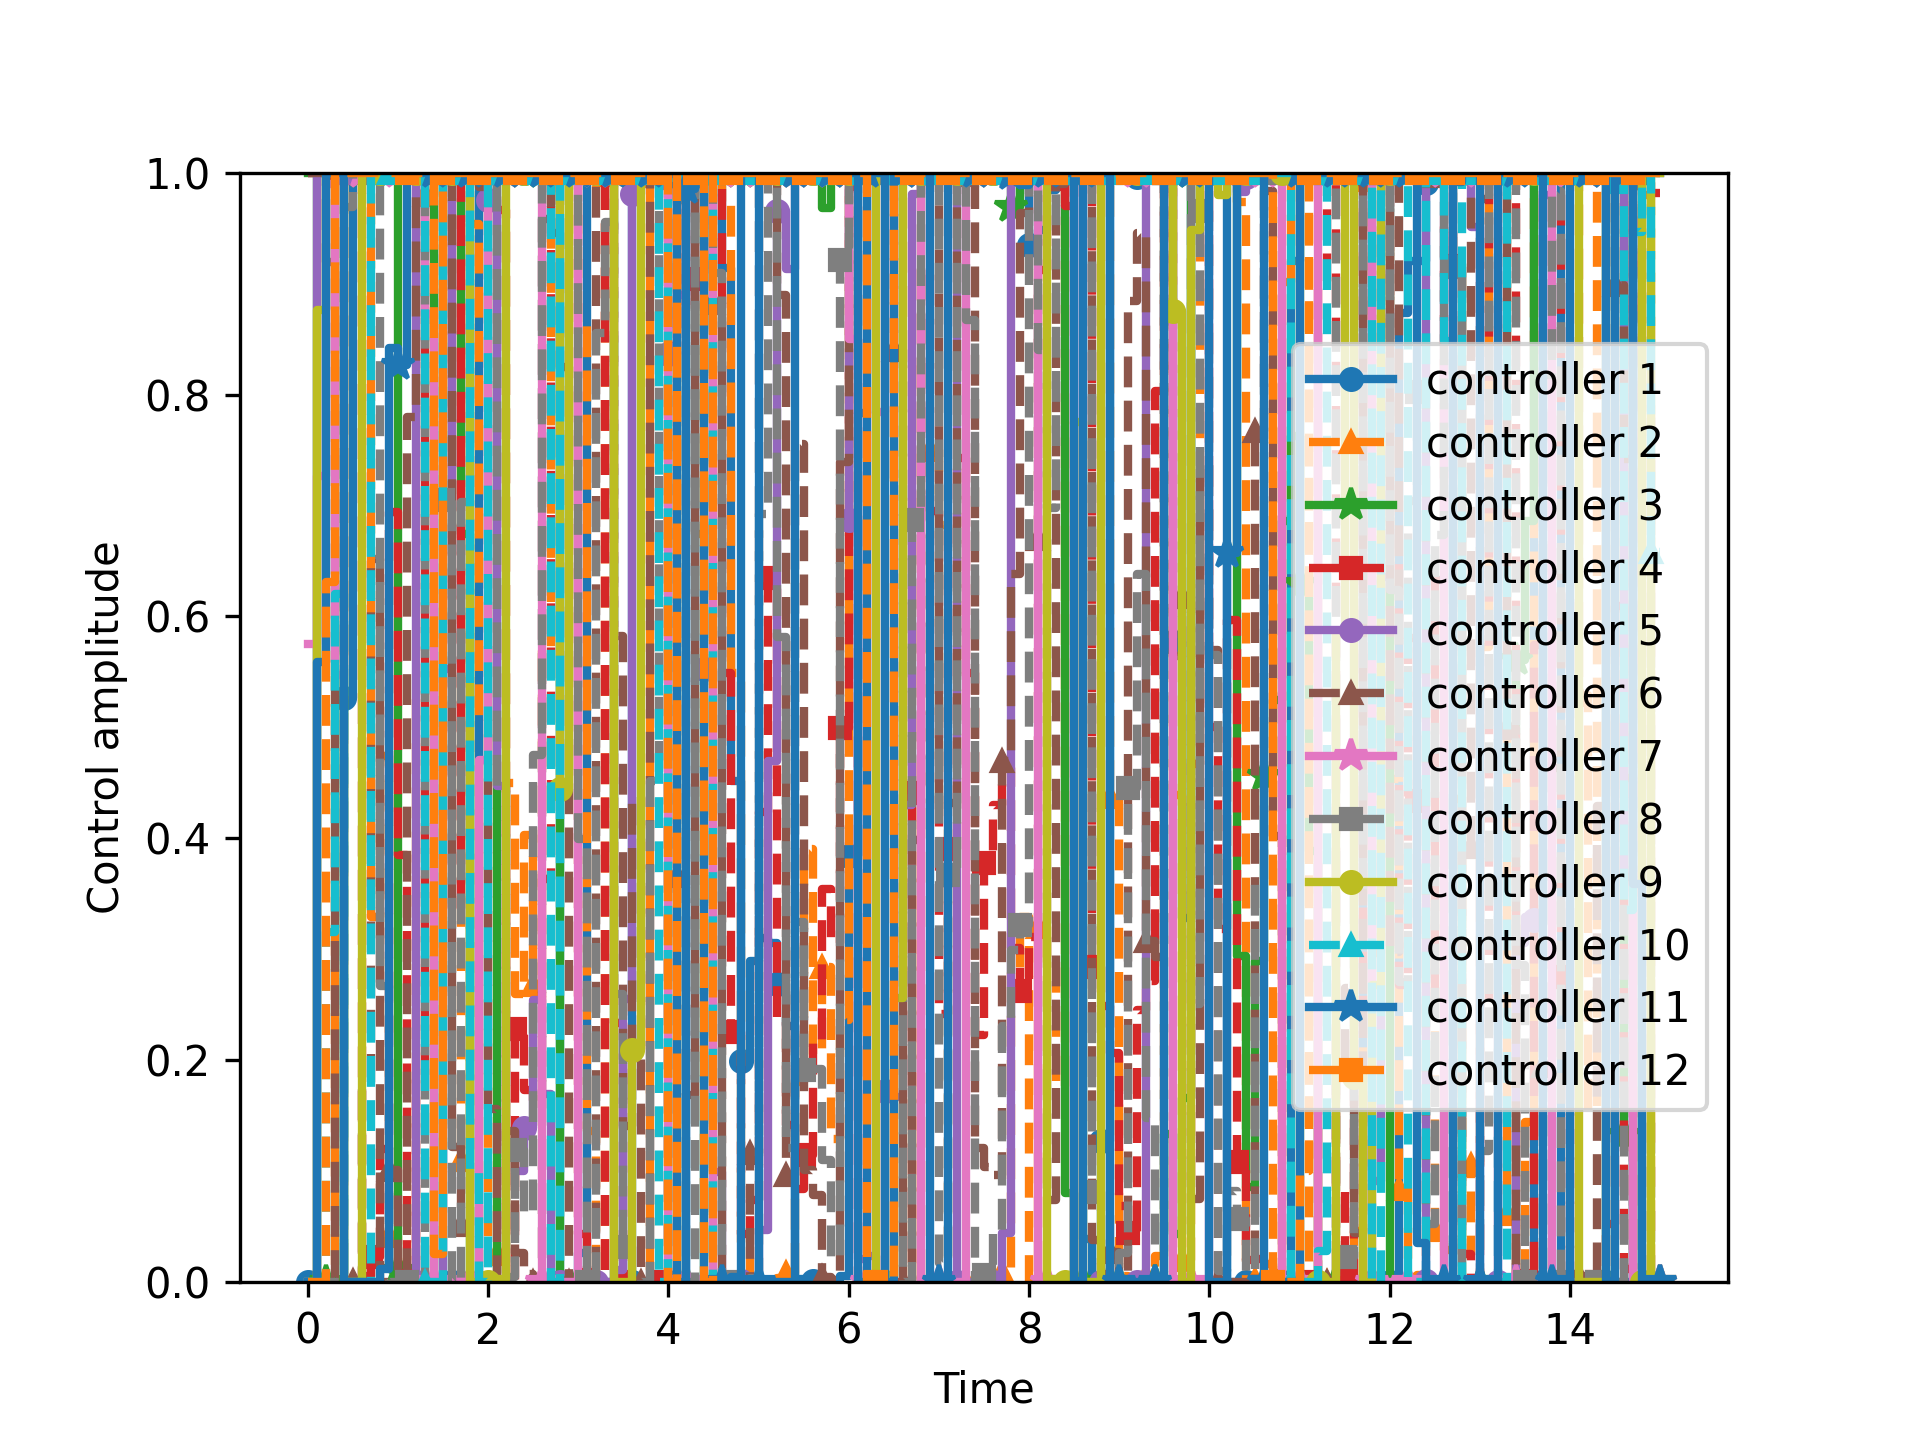 1.0
0.8
0.6
0.4
0.2
0.0
Control amplitude
0 2 4 6 8 10 12 14
Time
controller 1
controller 2
controller 3
controller 4
controller 5
controller 6
controller 7
controller 8
controller 9
controller 10
controller 11
controller 12